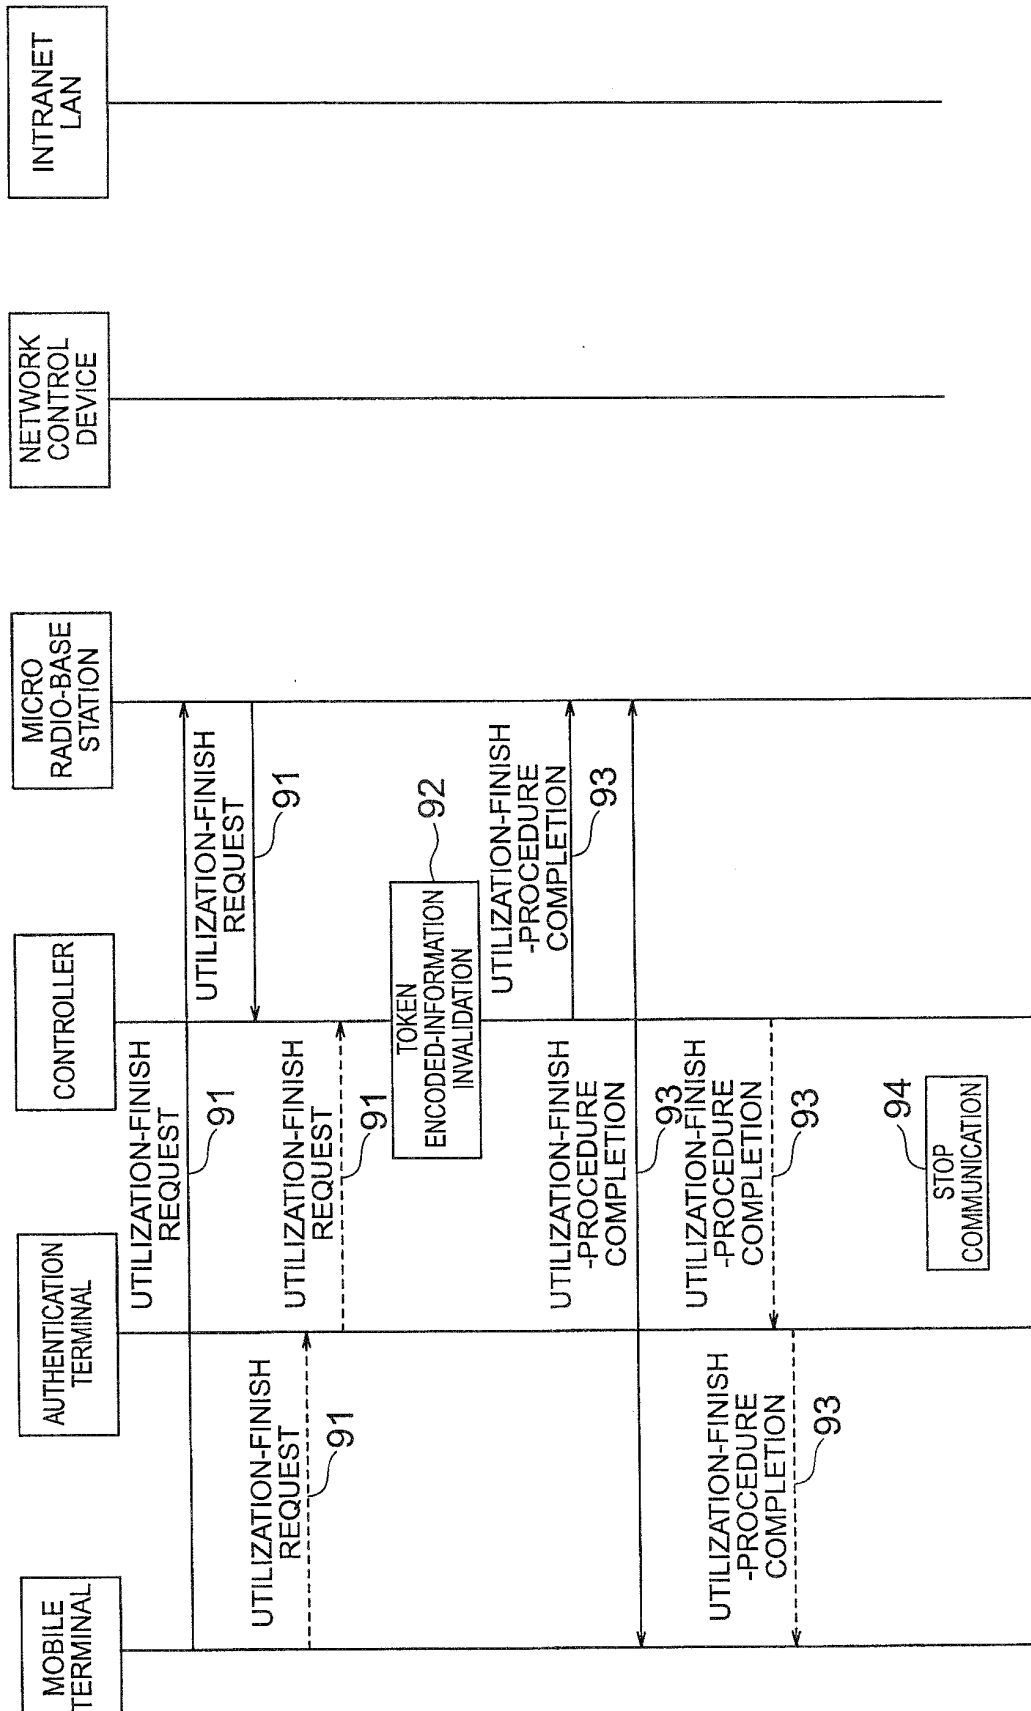 MOBILE
TERMINAL
AUTHENTICATION
TERMINAL
CONTROLLER
MICRO
RADIO-BASE
STATION
NETWORK
CONTROL
DEVICE
INTRANET
LAN
UTILIZATION-FINISH
REQUEST
91
UTILIZATION-FINISH
REQUEST
91
UTILIZATION-FINISH
REQUEST
91
UTILIZATION-FINISH
REQUEST
91
TOKEN
ENCODED-INFORMATION
INVALIDATION
92
UTILIZATION-FINISH
-PROCEDURE
COMPLETION
93
UTILIZATION-FINISH
-PROCEDURE
COMPLETION
93
UTILIZATION-FINISH
-PROCEDURE
COMPLETION
93
UTILIZATION-FINISH
-PROCEDURE
COMPLETION
93
94
STOP
COMMUNICATION